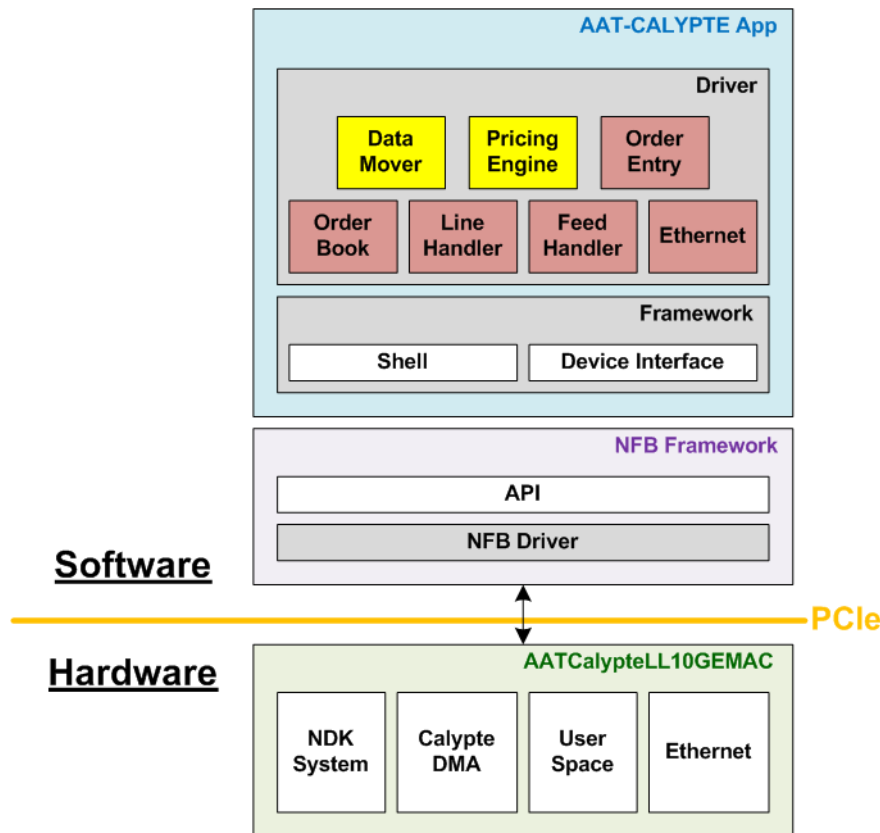 AAT-CALYPTE App
Driver
Data
Mover
Pricing
Engine
Order
Entry
Order
Book
Line
Handler
Feed
Handler
Ethernet
Framework
Shell
Device Interface
NFB Framework
API
NFB Driver
Software
PCIe
Hardware
AATCalypteLL10GEMAC
NDK
System
Calypte
DMA
User
Space
Ethernet